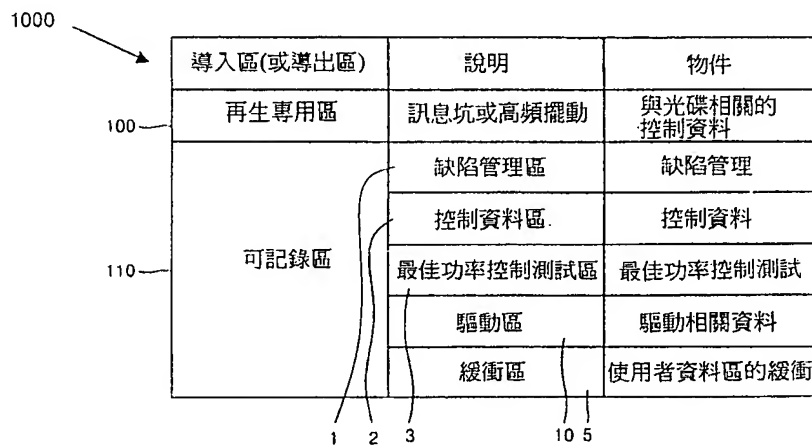 1000
導入區(或導出區) 說明 物件
100 再生專用區 訊息坑或高頻擺動 與光碟相關的
控制資料
缺陷管理區 缺陷管理
控制資料區 控制資料
110 可記錄區 最佳功率控制測試區 最佳功率控制測試
驅動區 驅動相關資料
緩衝區 使用者資料區的緩衝
1 2 3 10 5